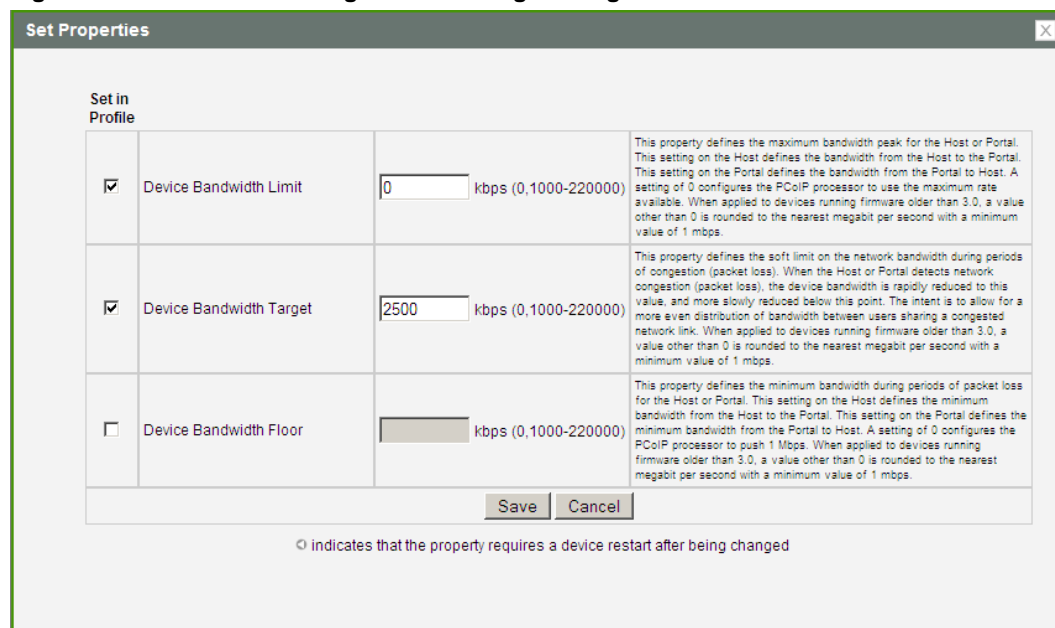 Set Properties
X
Set in
Profile
Device Bandwidth Limit
0
kbps (0,1000-220000)
This property defines the maximum bandwidth peak for the Host or Portal.
This setting on the Host defines the bandwidth from the Host to the Portal.
This setting on the Portal defines the bandwidth from the Portal to Host. A
setting of 0 configures the PCoIP processor to use the maximum rate
available. When applied to devices running firmware older than 3.0, a value
other than 0 is rounded to the nearest megabit per second with a minimum
value of 1 mbps.
Device Bandwidth Target
2500
kbps (0,1000-220000)
This property defines the soft limit on the network bandwidth during periods
of congestion (packet loss). When the Host or Portal detects network
congestion (packet loss), the device bandwidth is rapidly reduced to this
value, and more slowly reduced below this point. The intent is to allow for a
more even distribution of bandwidth between users sharing a congested
network link. When applied to devices running firmware older than 3.0, a
value other than 0 is rounded to the nearest megabit per second with a
minimum value of 1 mbps.
Device Bandwidth Floor
kbps (0,1000-220000)
This property defines the minimum bandwidth during periods of packet loss
for the Host or Portal. This setting on the Host defines the minimum
bandwidth from the Host to the Portal. This setting on the Portal defines the
minimum bandwidth from the Portal to Host. A setting of 0 configures the
PCoIP processor to push 1 Mbps. When applied to devices running
firmware older than 3.0, a value other than 0 is rounded to the nearest
megabit per second with a minimum value of 1 mbps.
Save
Cancel
indicates that the property requires a device restart after being changed